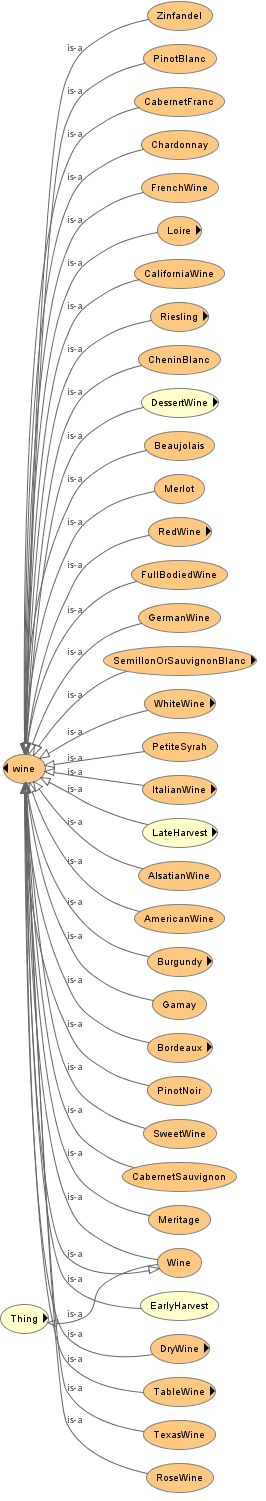 Zinfandel
is-a
PinotBlanc
is-a
CabernetFranc
is-a
Chardonnay
is-a
FrenchWine
is-a
Loire
is-a
CaliforniaWine
is-a
Riesling
is-a
CheninBlanc
is-a
DessertWine
is-a
Beaujolais
is-a
Merlot
is-a
RedWine
is-a
FullBodiedWine
is-a
GermanWine
is-a
SemillonOrSauvignonBlanc
is-a
WhiteWine
is-a
PetiteSyrah
is-a
wine
is-a
ItalianWine
is-a
LateHarvest
is-a
AlsatianWine
is-a
AmericanWine
is-a
Burgundy
is-a
Gamay
is-a
Bordeaux
is-a
PinotNoir
is-a
SweetWine
is-a
CabernetSauvignon
is-a
Meritage
is-a
Wine
EarlyHarvest
is-a
Thing
is-a
DryWine
is-a
TableWine
is-a
TexasWine
is-a
RoseWine